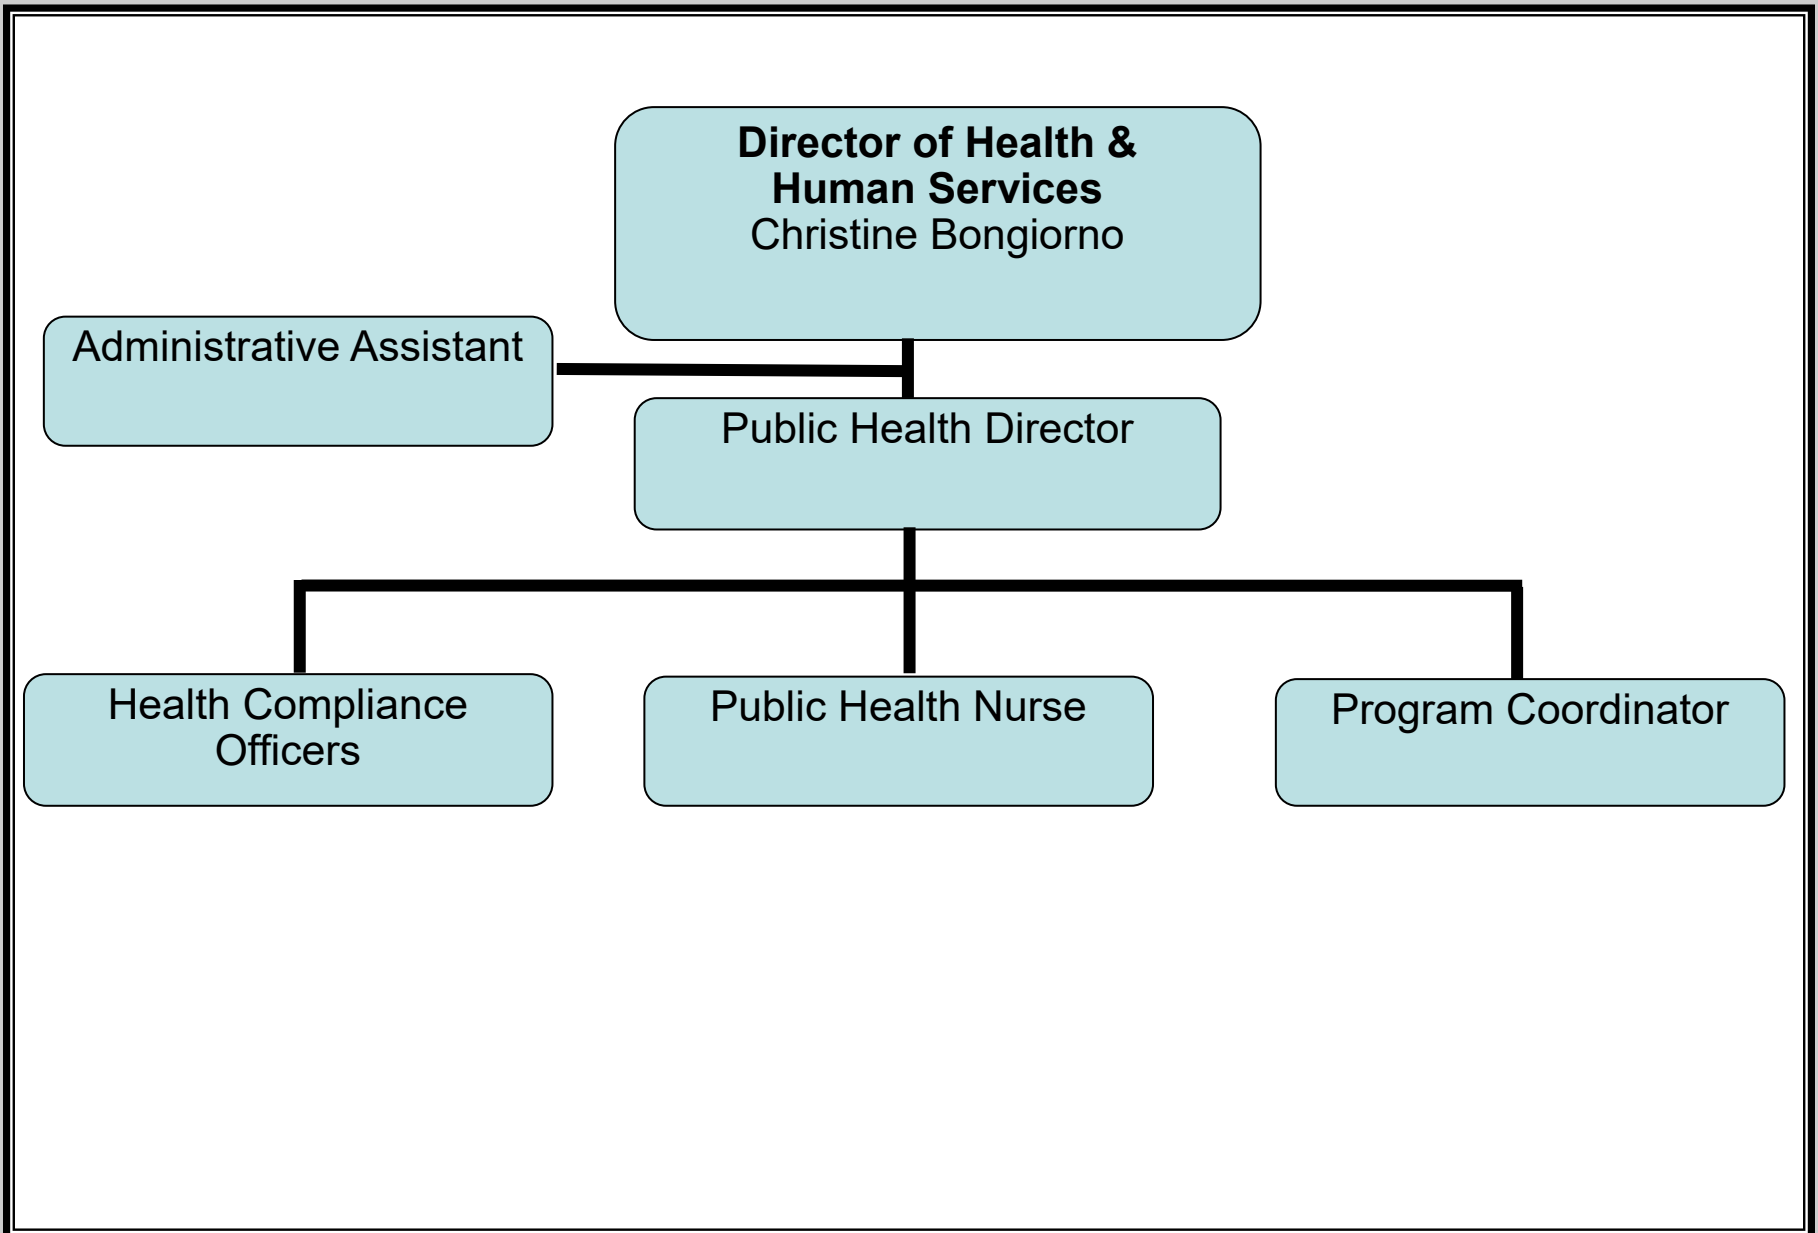 Director of Health &
Human Services
Christine Bongiorno
Administrative Assistant
Public Health Director
Health Compliance
Officers
Public Health Nurse
Program Coordinator